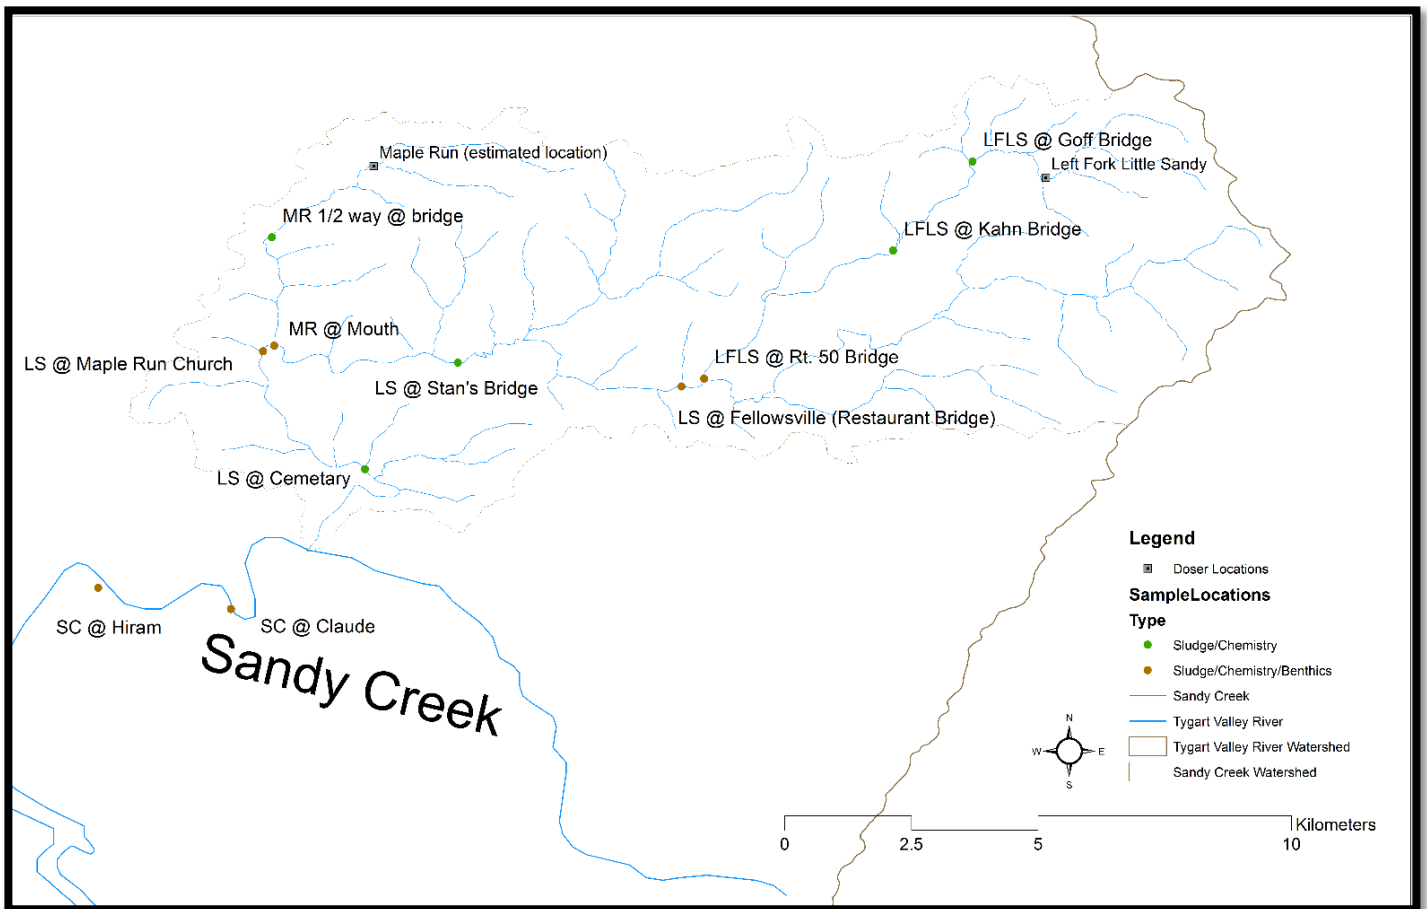 LFLS @ Goff Bridge
Maple Run (estimated location)
Left Fork Little Sandy
MR 1/2 way @ bridge
LFLS @ Kahn Bridge
MR @ Mouth
LS @ Maple Run Church
LFLS @ Rt. 50 Bridge
LS @ Stan's Bridge
LS @ Fellowsville (Restaurant Bridge)
LS @ Cemetary
SC @ Hiram
SC @ Claude
Sandy Creek
Legend
Doser Locations
SampleLocations
Type
Sludge/Chemistry
Sludge/Chemistry/Benthics
Sandy Creek
Tygart Valley River
Tygart Valley River Watershed
Sandy Creek Watershed
N
W E
S
Kilometers
0 2.5 5 10